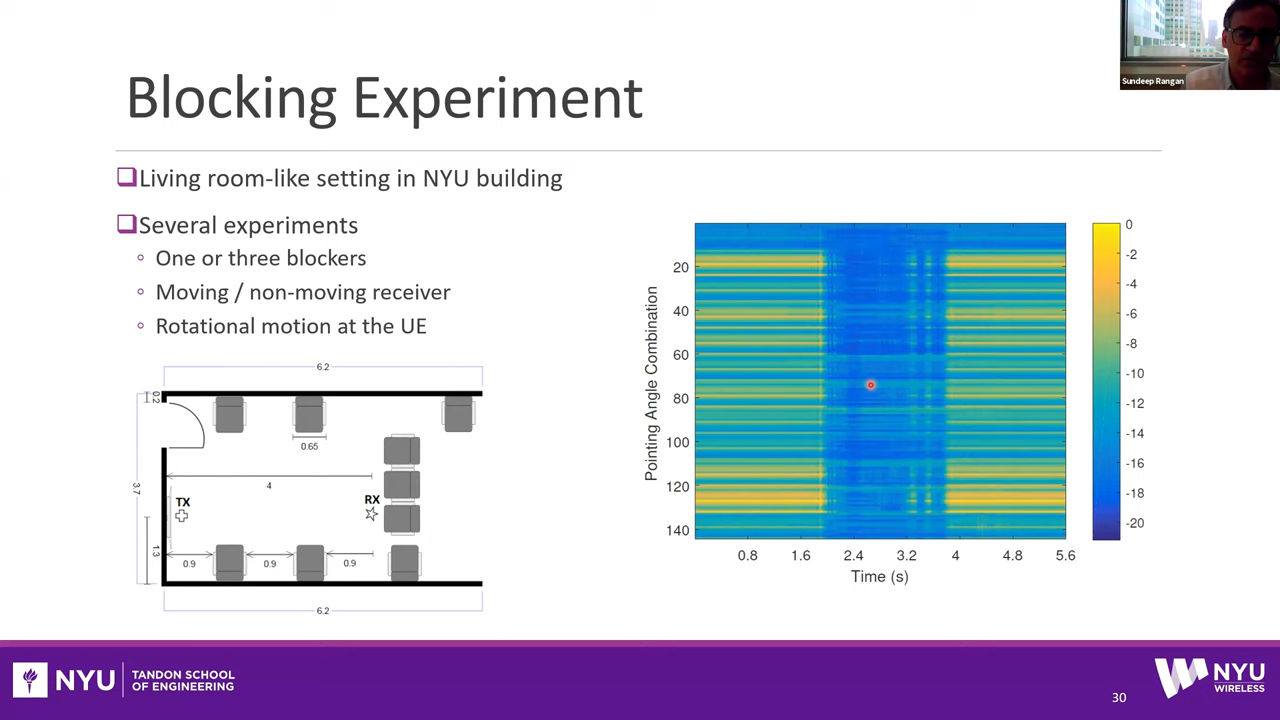 Sundeep Rangan
Blocking Experiment
Living room-like setting in NYU building
Several experiments
One or three blockers
Moving / non-moving receiver
Rotational motion at the UE
6.2
0.2
0.65
3.7
4
TX
RX
1.3
0.9
0.9
0.9
6.2
Pointing Angle Combination
20
40
60
80
100
120
140
0.8 1.6 2.4 3.2 4 4.8 5.6
Time (s)
0
-2
-4
-6
-8
-10
-12
-14
-16
-18
-20
NYU TANDON SCHOOL
OF ENGINEERING
30
NYU
WIRELESS